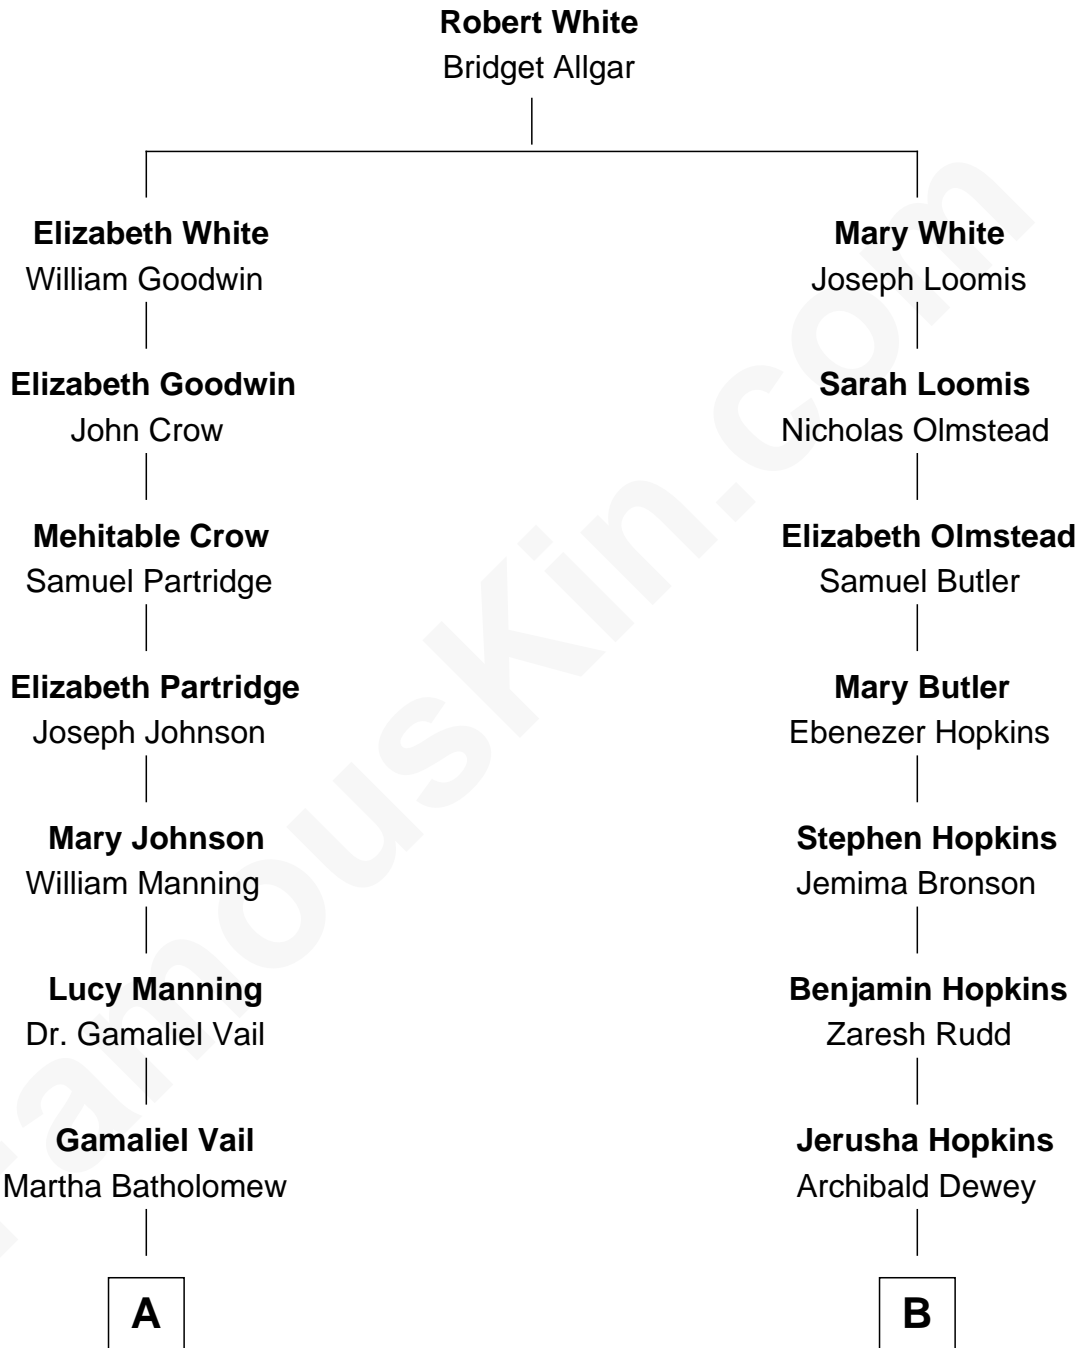 Robert White
Bridget Allgar
Elizabeth White
William Goodwin
Mary White
Joseph Loomis
Elizabeth Goodwin
John Crow
Sarah Loomis
Nicholas Olmstead
Mehitable Crow
Samuel Partridge
Elizabeth Olmstead
Samuel Butler
Elizabeth Partridge
Joseph Johnson
Mary Butler
Ebenezer Hopkins
Mary Johnson
William Manning
Stephen Hopkins
Jemima Bronson
Lucy Manning
Dr. Gamaliel Vail
Benjamin Hopkins
Zaresh Rudd
Gamaliel Vail
Martha Batholomew
Jerusha Hopkins
Archibald Dewey
A
B
FamousKin.com